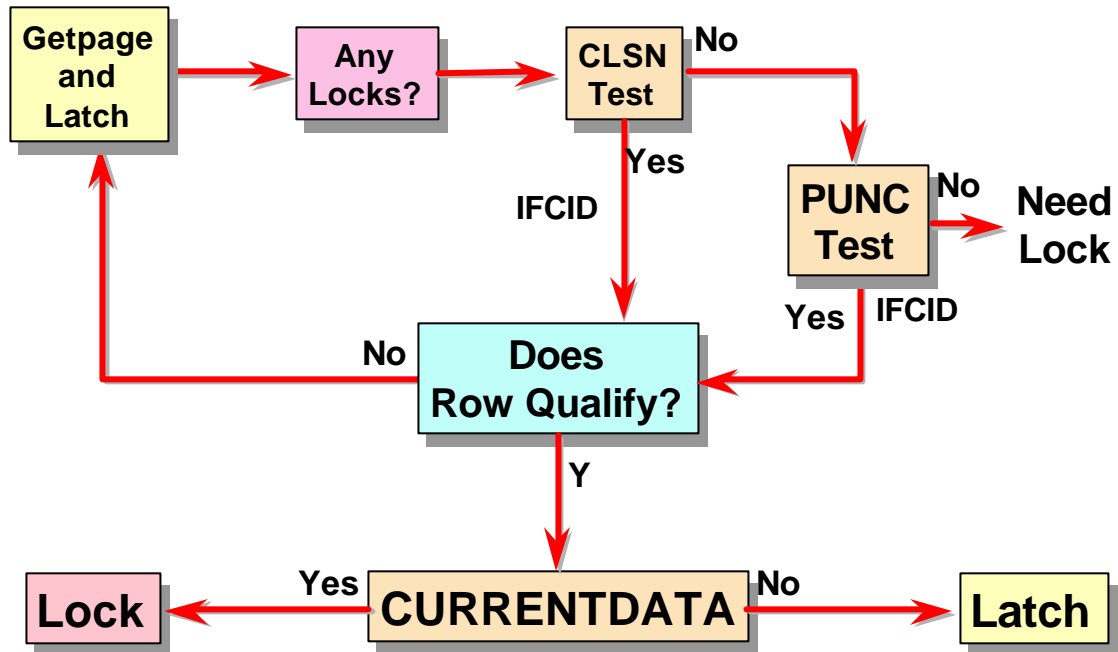 Getpage
and
Latch
Any
Locks?
CLSN
Test
No
Yes
IFCID
PUNC
Test
No
Need
Lock
Yes
IFCID
No
Does
Row Qualify?
Y
Lock
Yes
CURRENTDATA
No
Latch